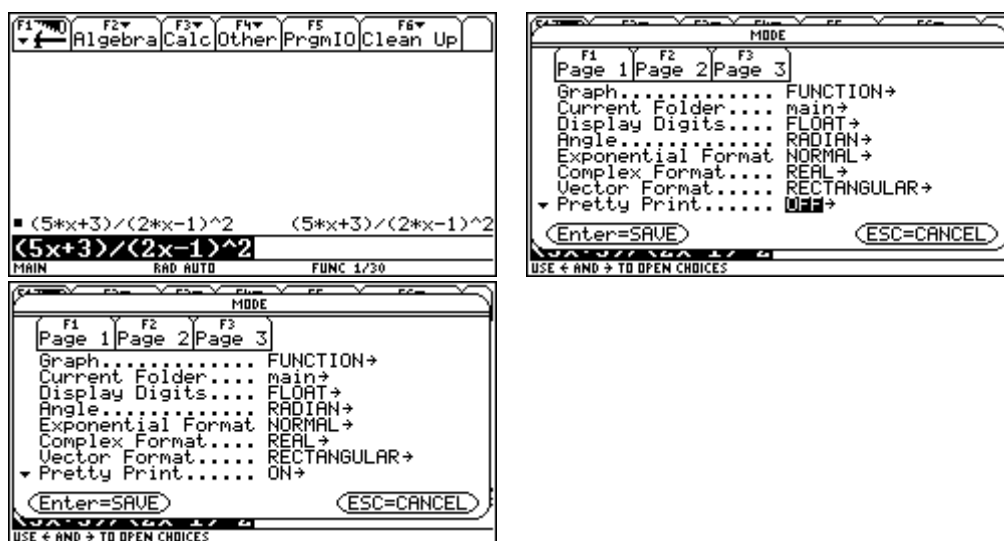 F1 F2▾ F3▾ F4▾ F5 F6▾
Algebra Calc Other PrgmIO Clean Up
■ (5*x+3)/(2*x-1)^2 (5*x+3)/(2*x-1)^2
(5x+3)/(2x-1)^2
MAIN RAD AUTO FUNC 1/30
MODE
F1 F2 F3
Page 1 Page 2 Page 3
Graph............. FUNCTION→
Current Folder.... main→
Display Digits.... FLOAT→
Angle............. RADIAN→
Exponential Format NORMAL→
Complex Format.... REAL→
Vector Format..... RECTANGULAR→
Pretty Print...... OFF→
Enter=SAVE ESC=CANCEL
USE ← AND → TO OPEN CHOICES
MODE
F1 F2 F3
Page 1 Page 2 Page 3
Graph............. FUNCTION→
Current Folder.... main→
Display Digits.... FLOAT→
Angle............. RADIAN→
Exponential Format NORMAL→
Complex Format.... REAL→
Vector Format..... RECTANGULAR→
Pretty Print...... ON→
Enter=SAVE ESC=CANCEL
USE ← AND → TO OPEN CHOICES